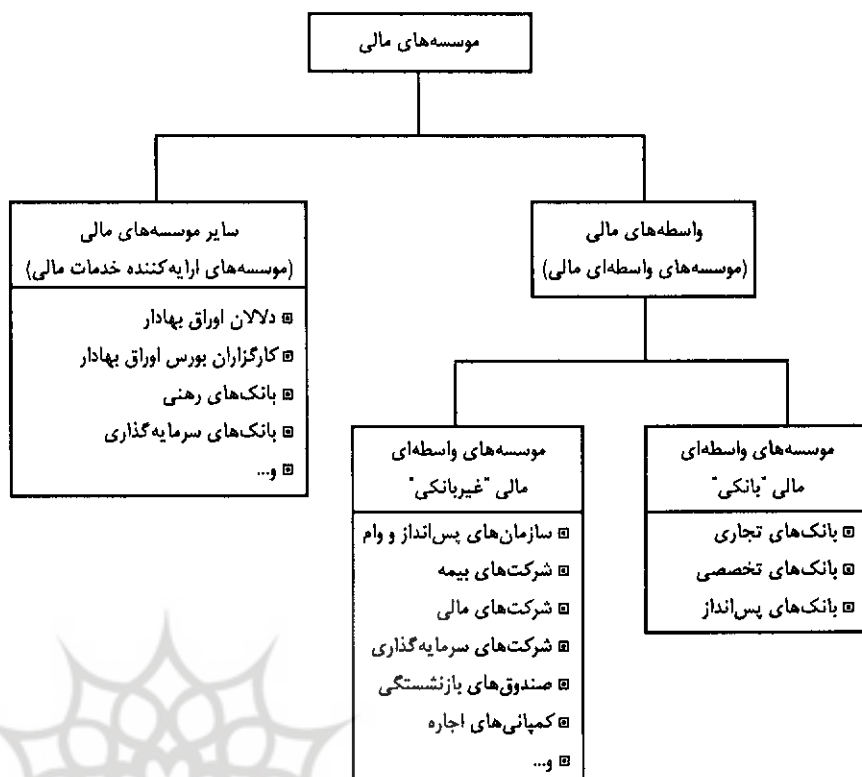 موسسه‌های مالی
واسطه‌های مالی
(موسسه‌های واسطه‌ای مالی)
سایر موسسه‌های مالی
(موسسه‌های ارایه‌کننده خدمات مالی)
دلالان اوراق بهادار
کارگزاران بورس اوراق بهادار
بانک‌های رهنی
بانک‌های سرمایه‌گذاری
و...
موسسه‌های واسطه‌ای
مالی "بانکی"
بانک‌های تجاری
بانک‌های تخصصی
بانک‌های پس‌انداز
موسسه‌های واسطه‌ای
مالی "غیربانکی"
سازمان‌های پس‌انداز و وام
شرکت‌های بیمه
شرکت‌های مالی
شرکت‌های سرمایه‌گذاری
صندوق‌های بازنشستگی
کمپانی‌های اجاره
و...